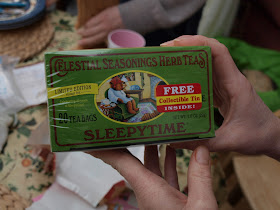 CELESTIAL SEASONINGS HERB TEAS
LIMITED EDITION
FREE
Collectible Tin
INSIDE!
20 TEA BAGS
SLEEPYTIME